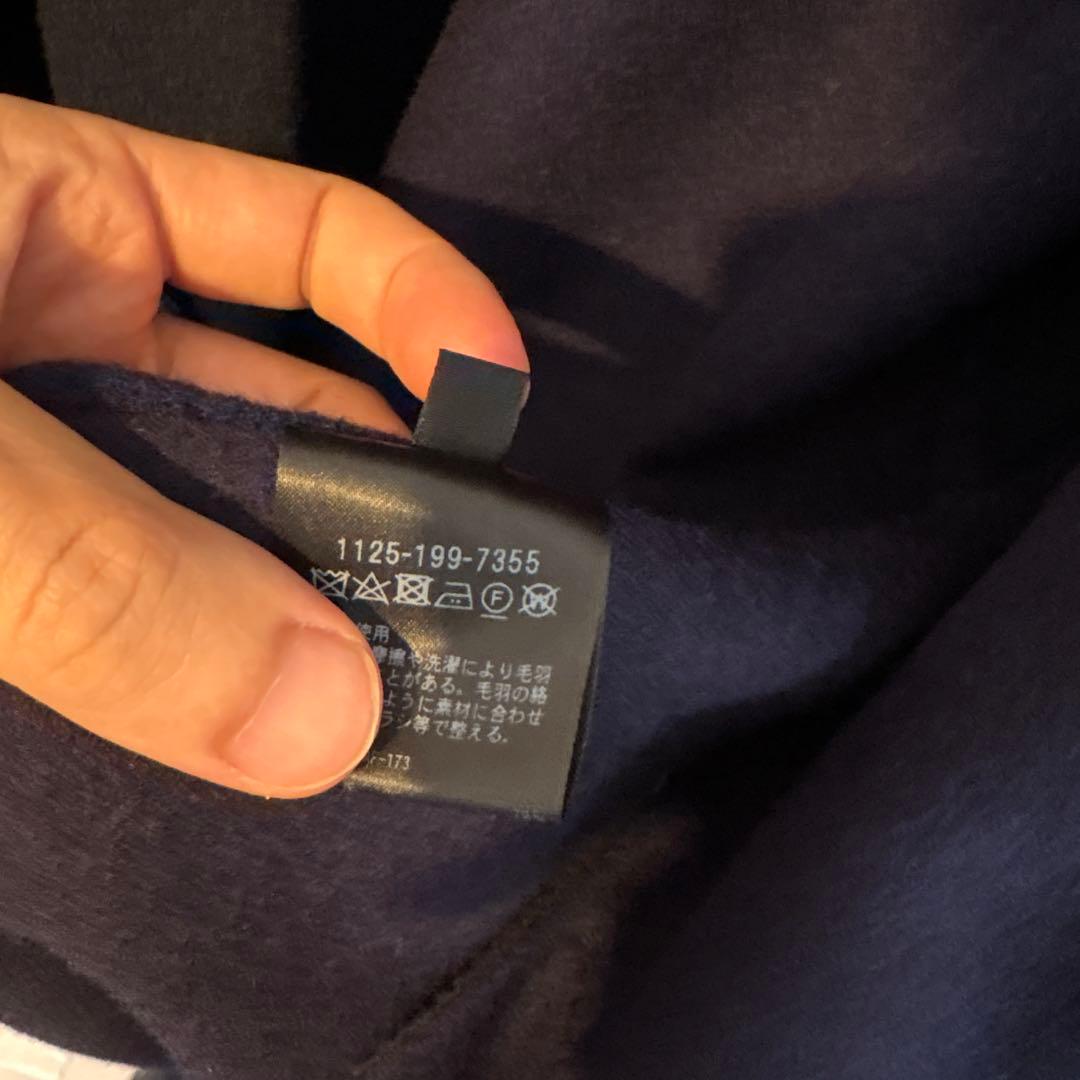 1125-199-7355
F W
使用
摩擦や洗濯により毛羽
とがある。毛羽の絡
ように素材に合わせ
ラシ等で整える。
-173